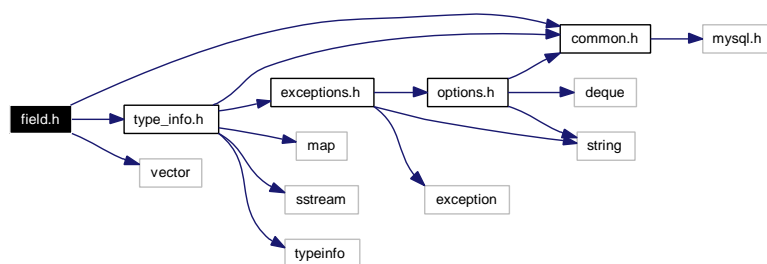 common.h
mysql.h
exceptions.h
options.h
deque
field.h
type_info.h
map
string
vector
sstream
exception
typeinfo